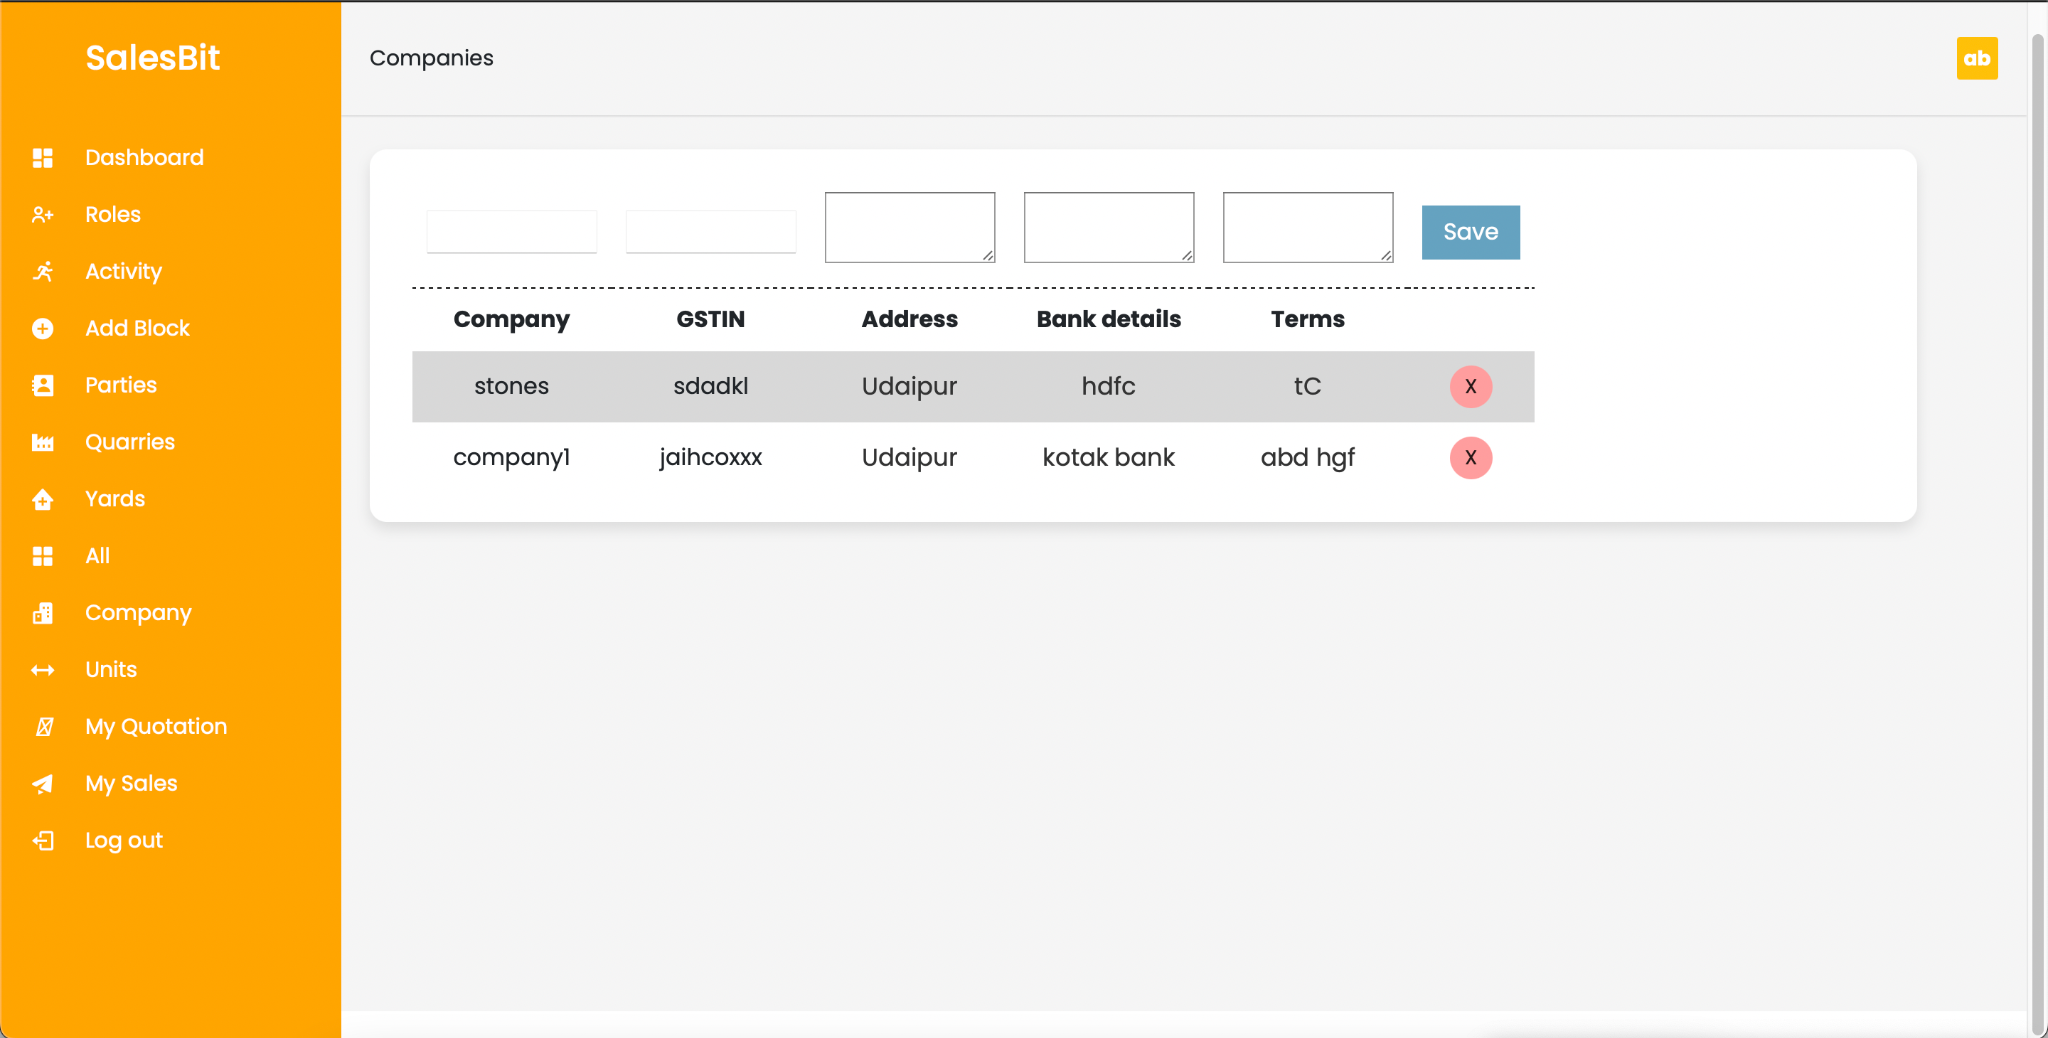 SalesBit
Dashboard
Roles
Activity
Add Block
Parties
Quarries
Yards
All
Company
Units
My Quotation
My Sales
Log out
Companies
ab
Save
Company GSTIN Address Bank details Terms
stones sdadkl Udaipur hdfc tC X
company1 jaihcoxxx Udaipur kotak bank abd hgf X